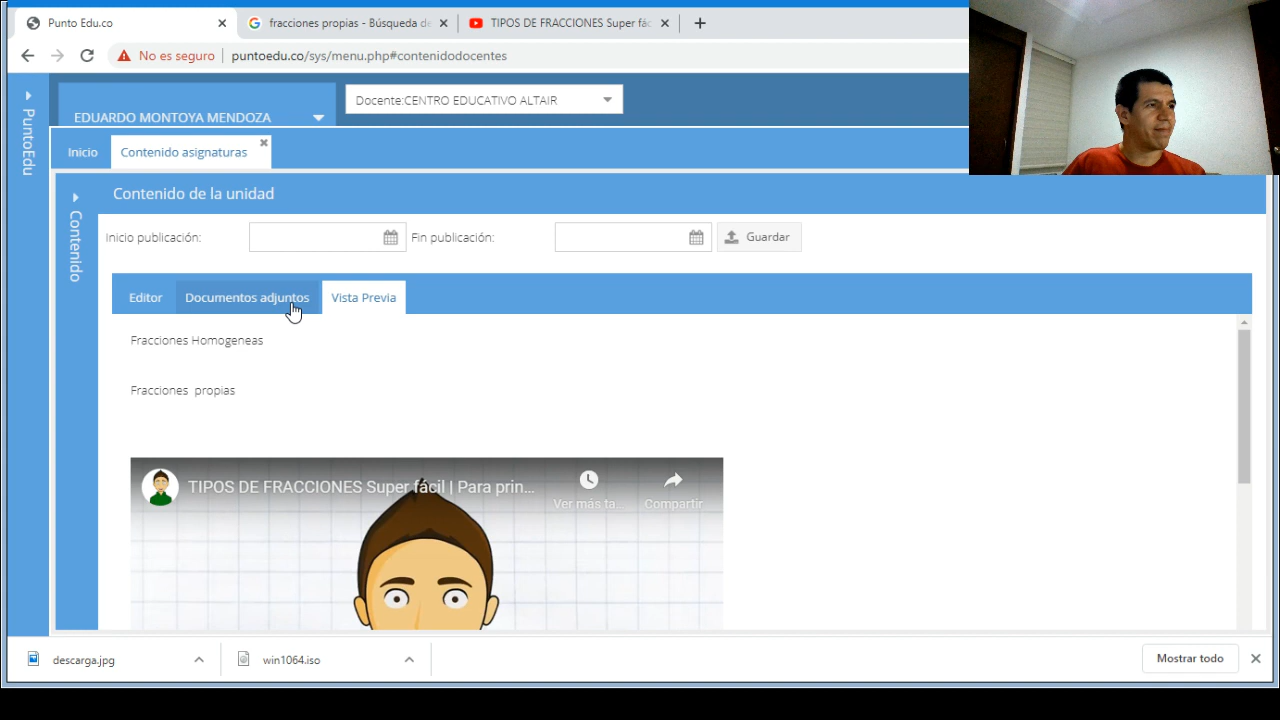 Punto Edu.co
fracciones propias - Búsqueda de
TIPOS DE FRACCIONES Super fác
No es seguro
puntoedu.co/sys/menu.php#contenidodocentes
PuntoEdu
EDUARDO MONTOYA MENDOZA
Docente:CENTRO EDUCATIVO ALTAIR
Inicio
Contenido asignaturas
Contenido
Contenido de la unidad
Inicio publicación:
Fin publicación:
Guardar
Editor
Documentos adjuntos
Vista Previa
Fracciones Homogeneas
Fracciones propias
TIPOS DE FRACCIONES Super fácil | Para prin...
Ver más ta...
Compartir
descarga.jpg
win1064.iso
Mostrar todo